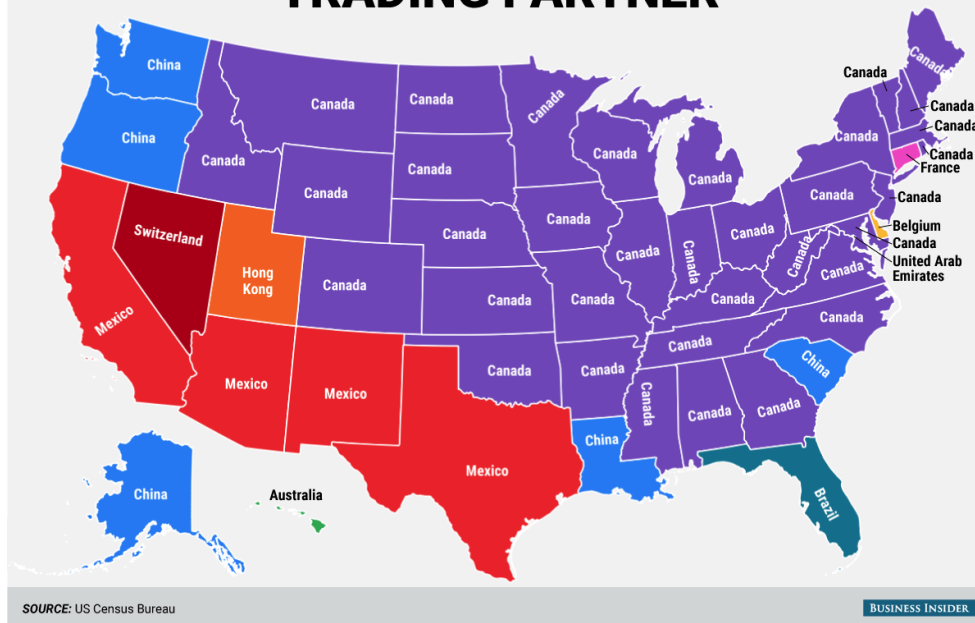 TRADING PARTNER
China
Canada
Canada
Canada
Canada
Canada
Canada
Canada
China
Canada
Canada
Canada
Canada
Canada
Canada
France
Canada
Canada
Canada
Canada
Switzerland
Canada
Canada
Canada
Canada
Canada
Canada
Belgium
Canada
United Arab
Emirates
Hong
Kong
Canada
Canada
Canada
Canada
Canada
Canada
Mexico
Canada
Canada
China
Mexico
Mexico
Canada
Canada
Canada
Canada
Canada
China
Mexico
China
Australia
Brazil
SOURCE: US Census Bureau
BUSINESS INSIDER